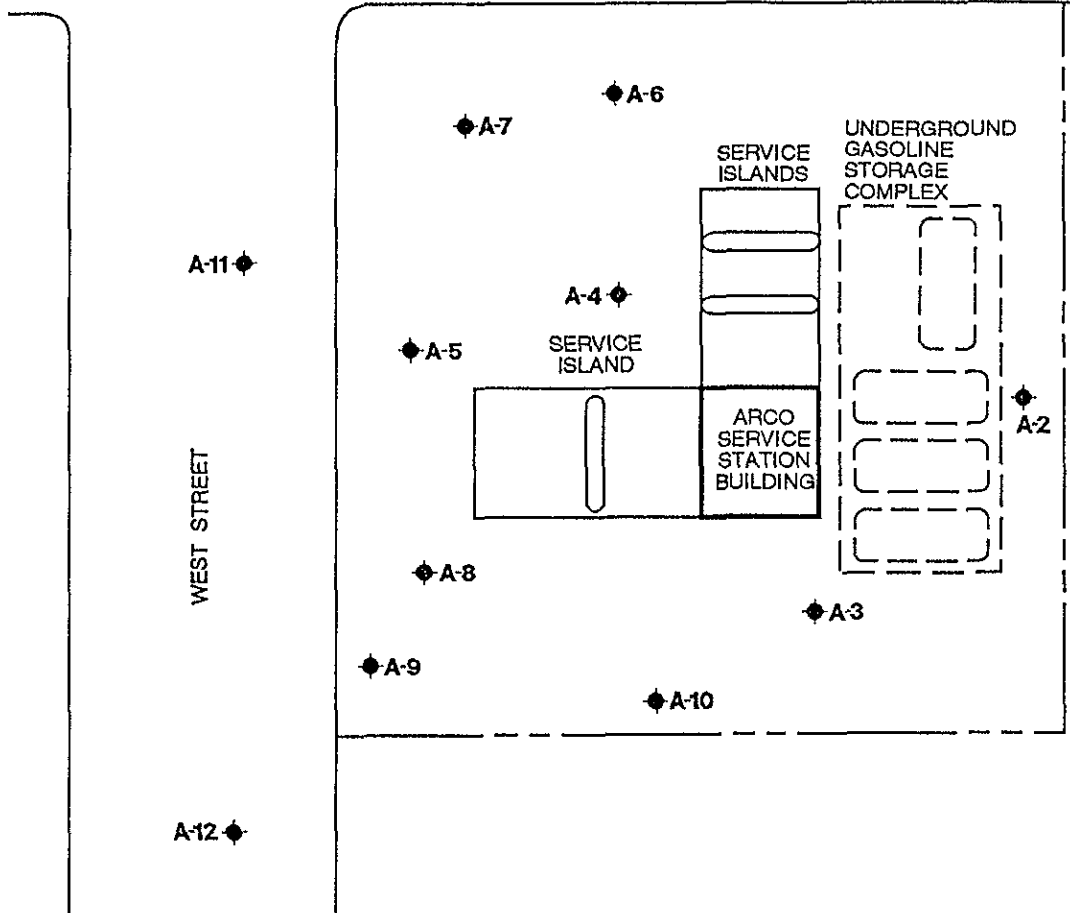 A-6
A-7
UNDERGROUND
GASOLINE
STORAGE
COMPLEX
SERVICE
ISLANDS
A-11
A-4
A-5
SERVICE
ISLAND
A-2
ARCO
SERVICE
STATION
BUILDING
WEST STREET
A-8
A-3
A-9
A-10
A-12